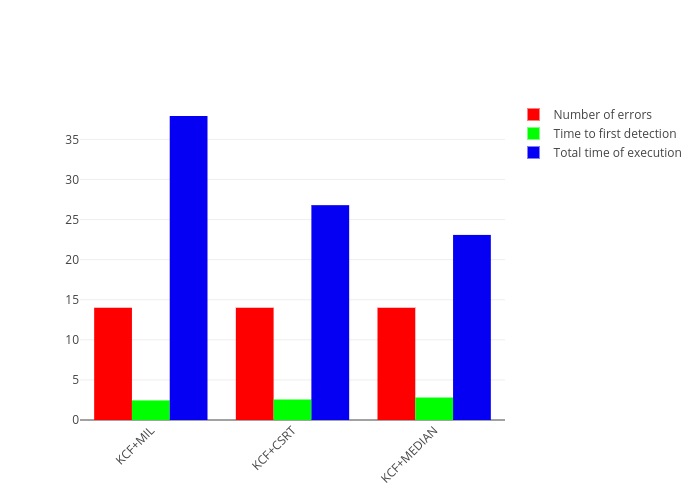 Number of errors
Time to first detection
Total time of execution
35
30
25
20
15
10
5
0
KCF+MIL
KCF+CSRT
KCF+MEDIAN